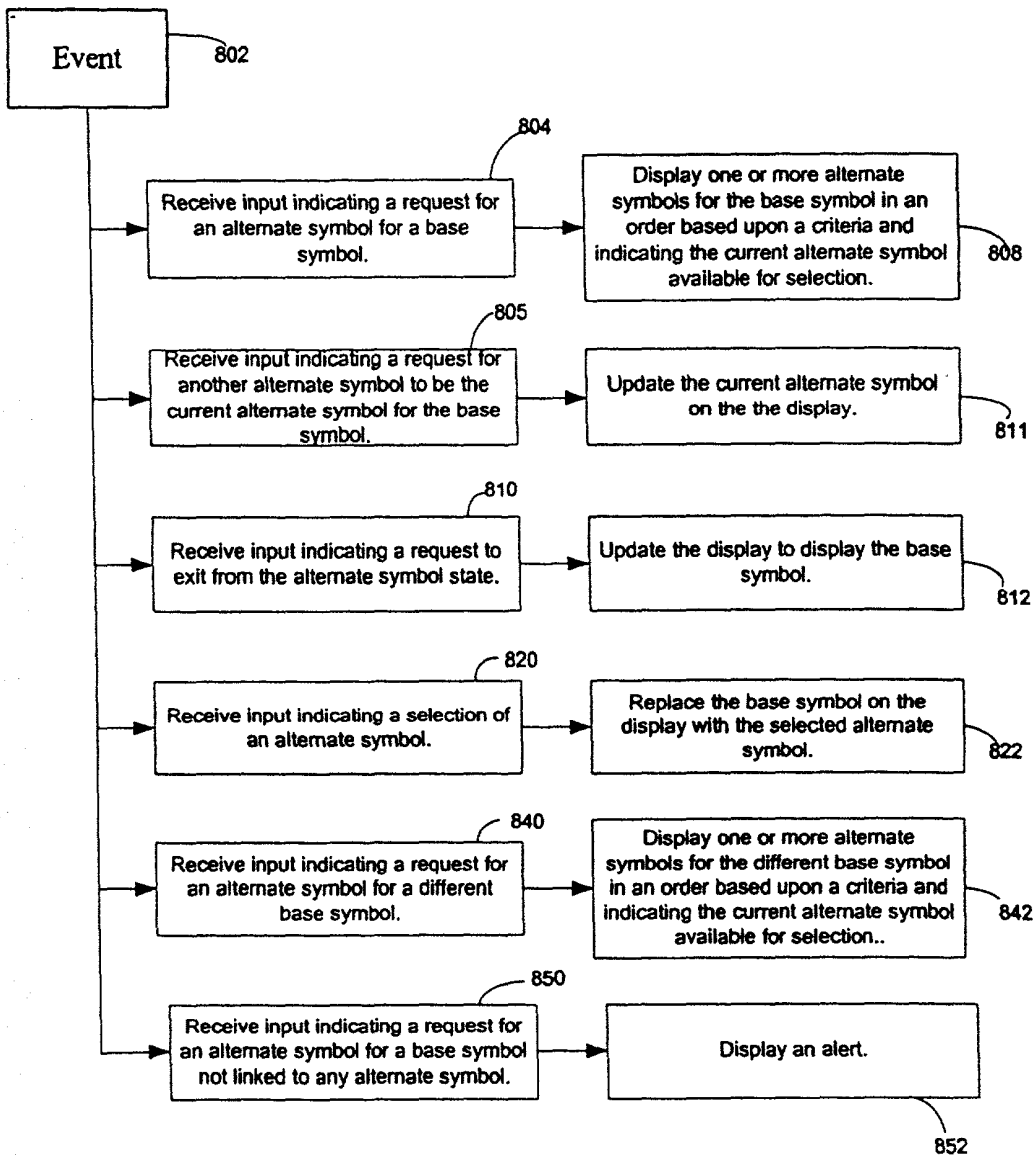 Event
802
804
Receive input indicating a request for
an alternate symbol for a base
symbol.
Display one or more alternate
symbols for the base symbol in an
order based upon a criteria and
indicating the current alternate symbol
available for selection.
808
805
Receive input indicating a request for
another alternate symbol to be the
current alternate symbol for the base
symbol.
Update the current alternate symbol
on the the display.
811
810
Receive input indicating a request to
exit from the alternate symbol state.
Update the display to display the base
symbol.
812
820
Receive input indicating a selection of
an alternate symbol.
Replace the base symbol on the
display with the selected alternate
symbol.
822
840
Receive input indicating a request for
an alternate symbol for a different
base symbol.
Display one or more alternate
symbols for the different base symbol
in an order based upon a criteria and
indicating the current alternate symbol
available for selection..
842
850
Receive input indicating a request for
an alternate symbol for a base symbol
not linked to any alternate symbol.
Display an alert.
852